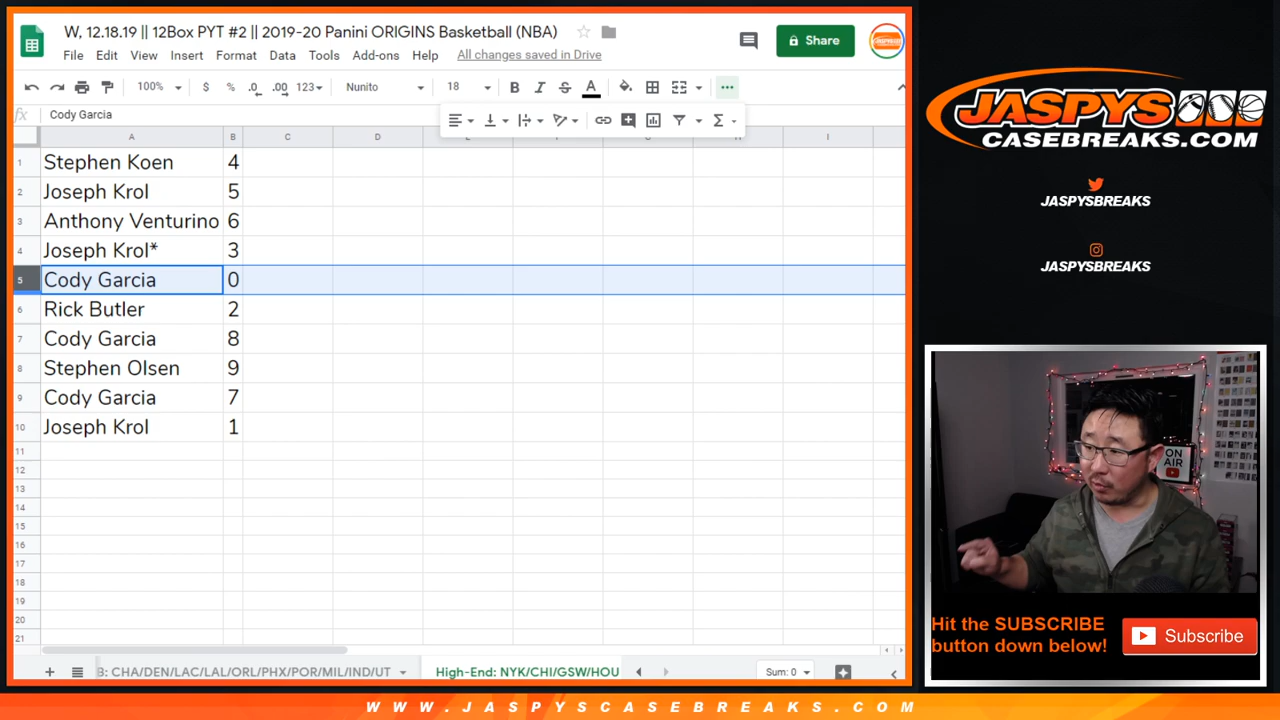 W, 12.18.19 || 12Box PYT #2 || 2019-20 Panini ORIGINS Basketball (NBA)
File Edit View Insert Format Data Tools Add-ons Help All changes saved in Drive
Share
100% $ % .0 .00 123 Nunito 18 B I S A
fx Cody Garcia
A B C D
1 Stephen Koen 4
2 Joseph Krol 5
3 Anthony Venturino 6
4 Joseph Krol* 3
5 Cody Garcia 0
6 Rick Butler 2
7 Cody Garcia 8
8 Stephen Olsen 9
9 Cody Garcia 7
10 Joseph Krol 1
11
12
13
14
15
16
17
18
19
20
21
B: CHA/DEN/LAC/LAL/ORL/PHX/POR/MIL/IND/UT High-End: NYK/CHI/GSW/HOU Sum: 0
JASPYS
CASEBREAKS.COM
JASPYSBREAKS
JASPYSBREAKS
ON
AIR
Hit the SUBSCRIBE
button down below!
Subscribe
WWW.JASPYSCASEBREAKS.COM